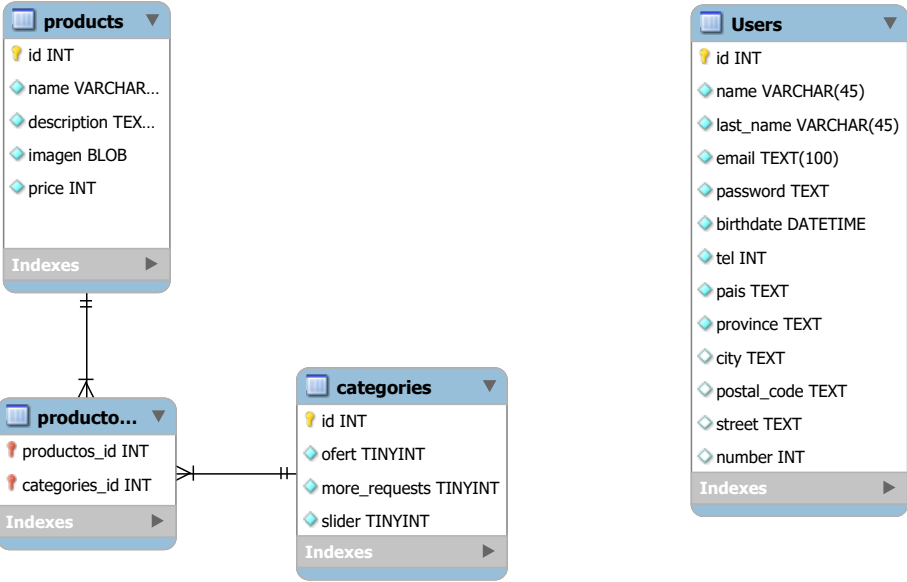 products
id INT
name VARCHAR...
description TEX...
imagen BLOB
price INT
Indexes
producto...
productos_id INT
categories_id INT
Indexes
categories
id INT
ofert TINYINT
more_requests TINYINT
slider TINYINT
Indexes
Users
id INT
name VARCHAR(45)
last_name VARCHAR(45)
email TEXT(100)
password TEXT
birthdate DATETIME
tel INT
pais TEXT
province TEXT
city TEXT
postal_code TEXT
street TEXT
number INT
Indexes